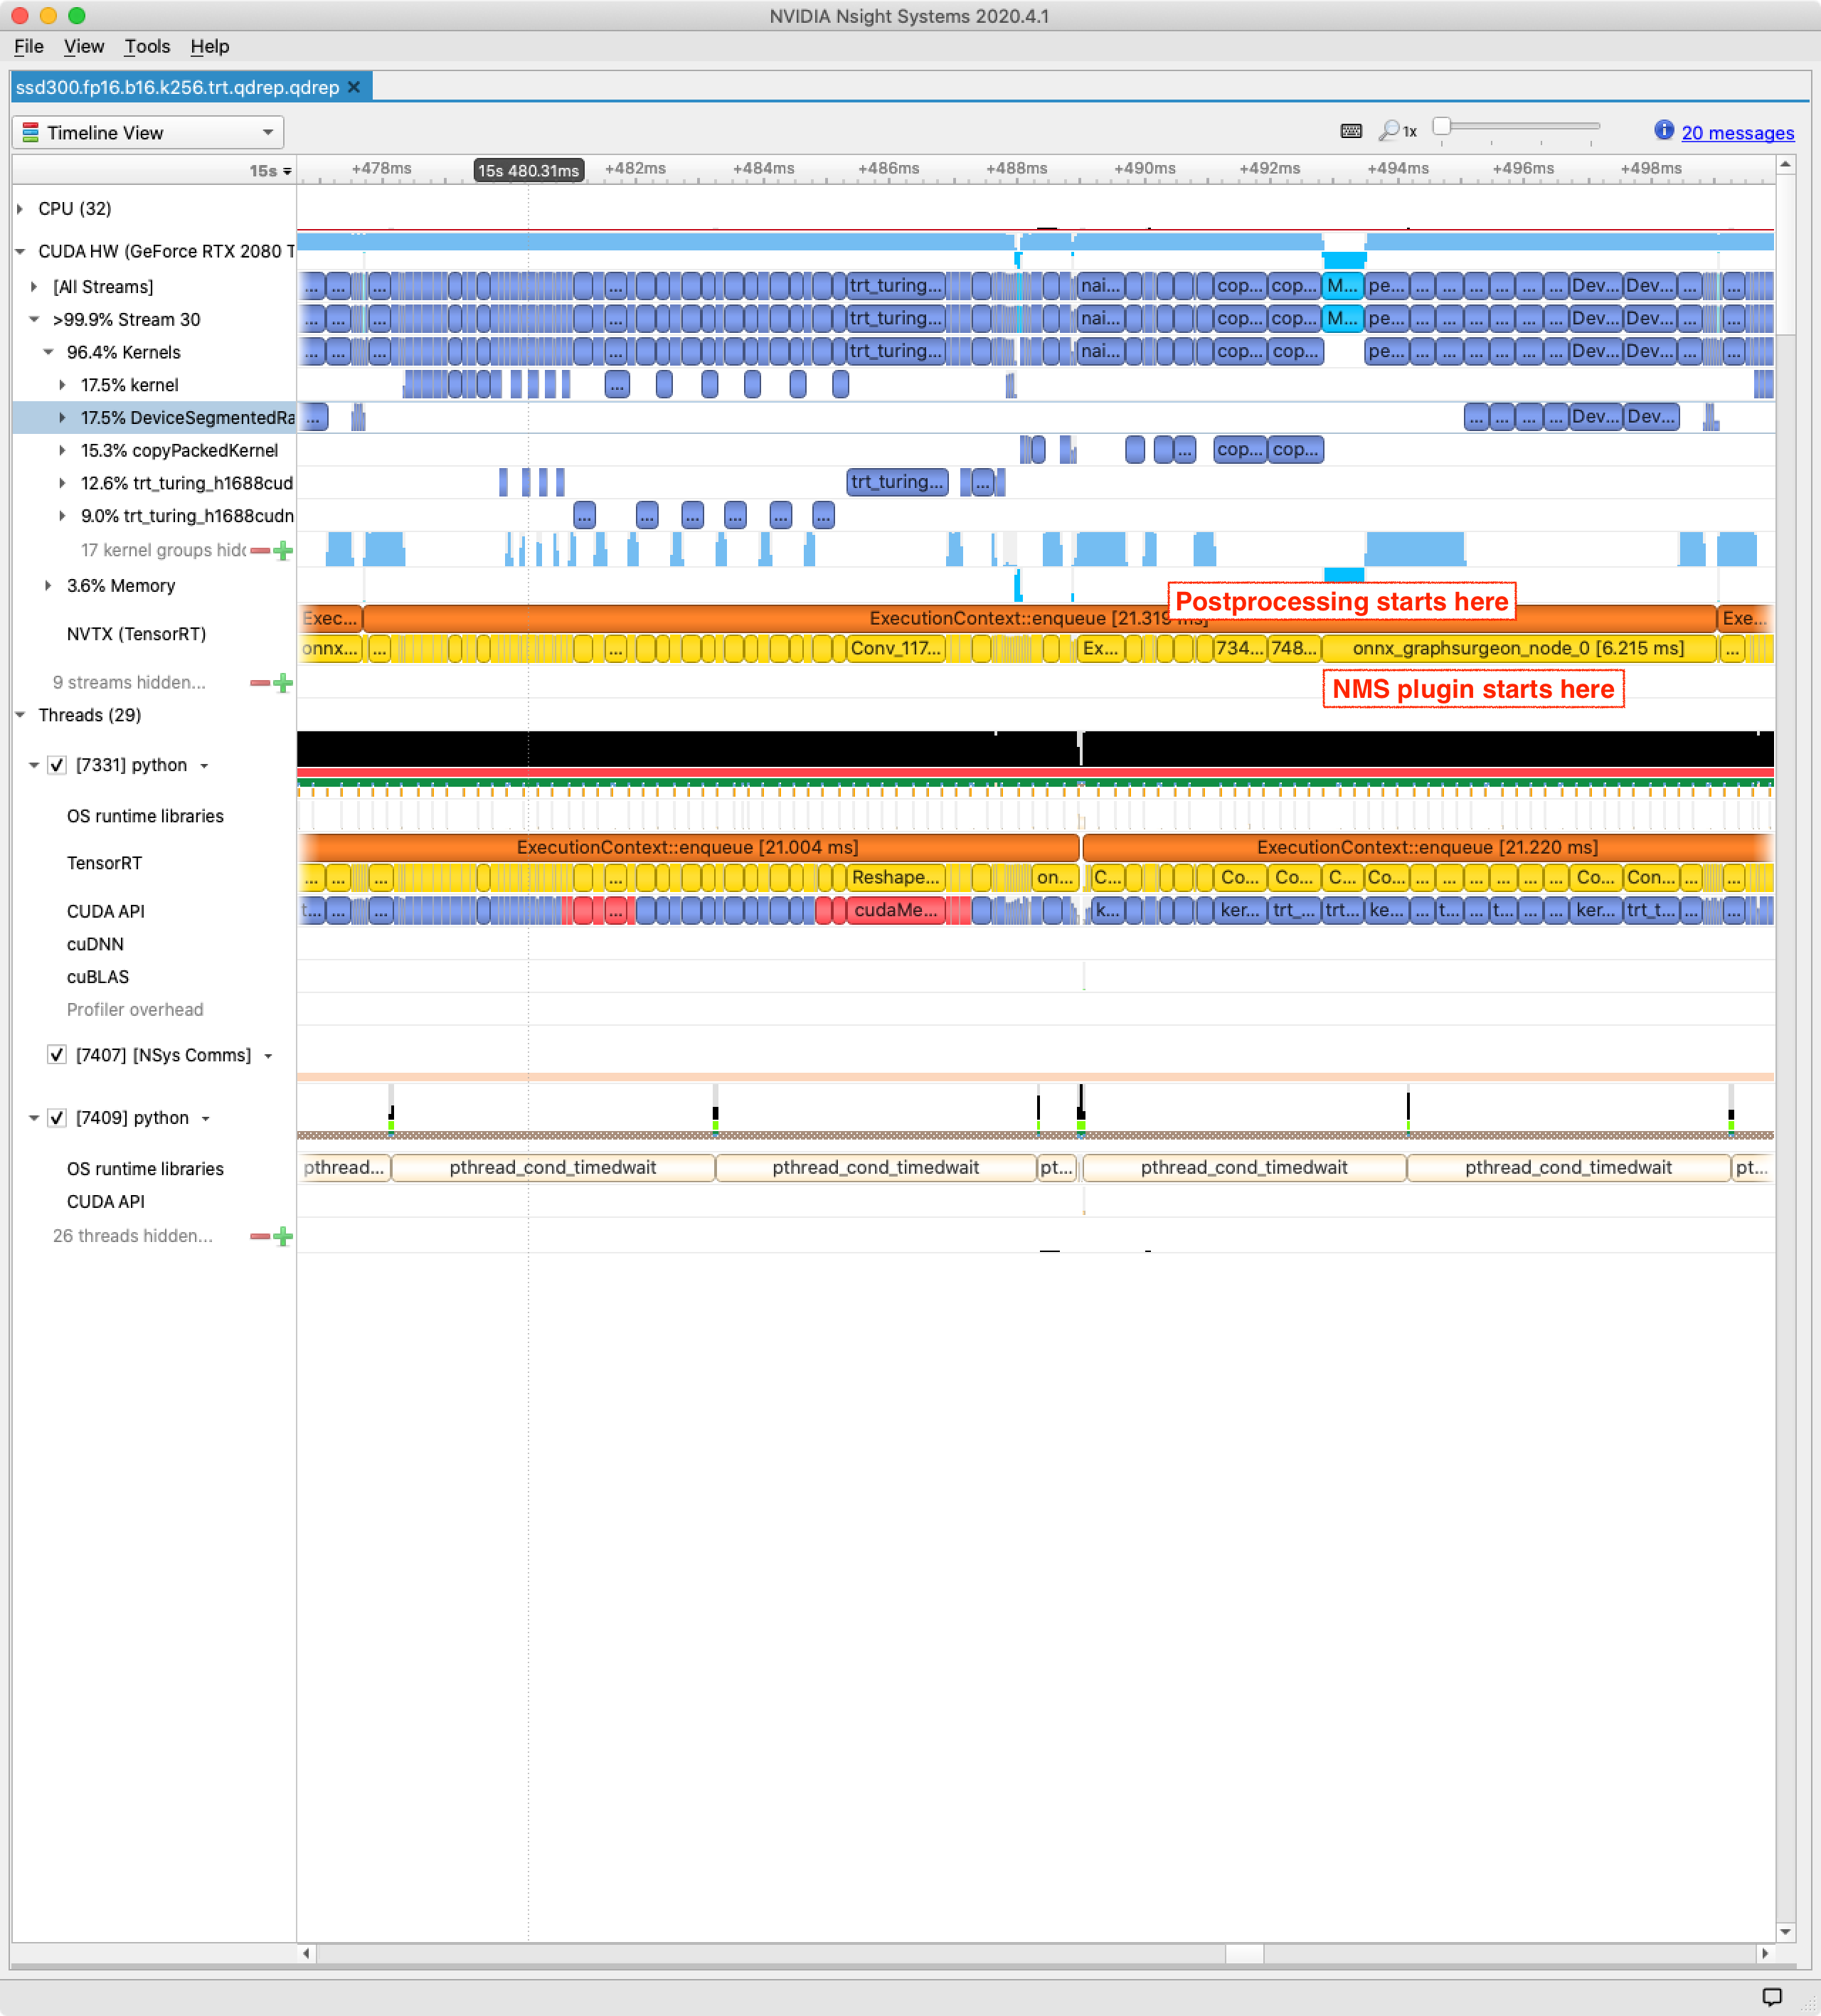 NVIDIA Nsight Systems 2020.4.1
File View Tools Help
ssd300.fp16.b16.k256.trt.qdrep.qdrep ×
Timeline View 1x 20 messages
15s +478ms 15s 480.31ms +482ms +484ms +486ms +488ms +490ms +492ms +494ms +496ms +498ms
CPU (32)
CUDA HW (GeForce RTX 2080 T
[All Streams] ... ... ... ... trt_turing... nai... cop... cop... M... pe... ... ... ... ... ... ... Dev... Dev... ... ...
>99.9% Stream 30 ... ... ... ... trt_turing... nai... cop... cop... M... pe... ... ... ... ... ... ... Dev... Dev... ... ...
96.4% Kernels ... ... ... ... trt_turing... nai... cop... cop... pe... ... ... ... ... ... ... Dev... Dev... ... ...
17.5% kernel ...
17.5% DeviceSegmentedRa ... ... ... ... ... Dev... Dev...
15.3% copyPackedKernel ... cop... cop...
12.6% trt_turing_h1688cud trt_turing... ...
9.0% trt_turing_h1688cudn ... ... ... ... ... ...
17 kernel groups hidd
3.6% Memory
Postprocessing starts here
NVTX (TensorRT)
Exec... ExecutionContext::enqueue [21.319 ms] Exe...
onnx... ... ... Conv_117... Ex... 734... 748... onnx_graphsurgeon_node_0 [6.215 ms] ...
9 streams hidden...
NMS plugin starts here
Threads (29)
[7331] python
OS runtime libraries
TensorRT
ExecutionContext::enqueue [21.004 ms] ExecutionContext::enqueue [21.220 ms]
... ... ... ... Reshape... on... C... Co... Co... C... Co... ... ... ... ... ... ... Co... Con... ... ...
CUDA API t... ... ... ... cudaMe... k... ker... trt_... trt... ke... ... t... ... t... ... ... ker... trt_t... ... ...
cuDNN
cuBLAS
Profiler overhead
[7407] [NSys Comms]
[7409] python
OS runtime libraries pthread... pthread_cond_timedwait pthread_cond_timedwait pt... pthread_cond_timedwait pthread_cond_timedwait pt...
CUDA API
26 threads hidden...